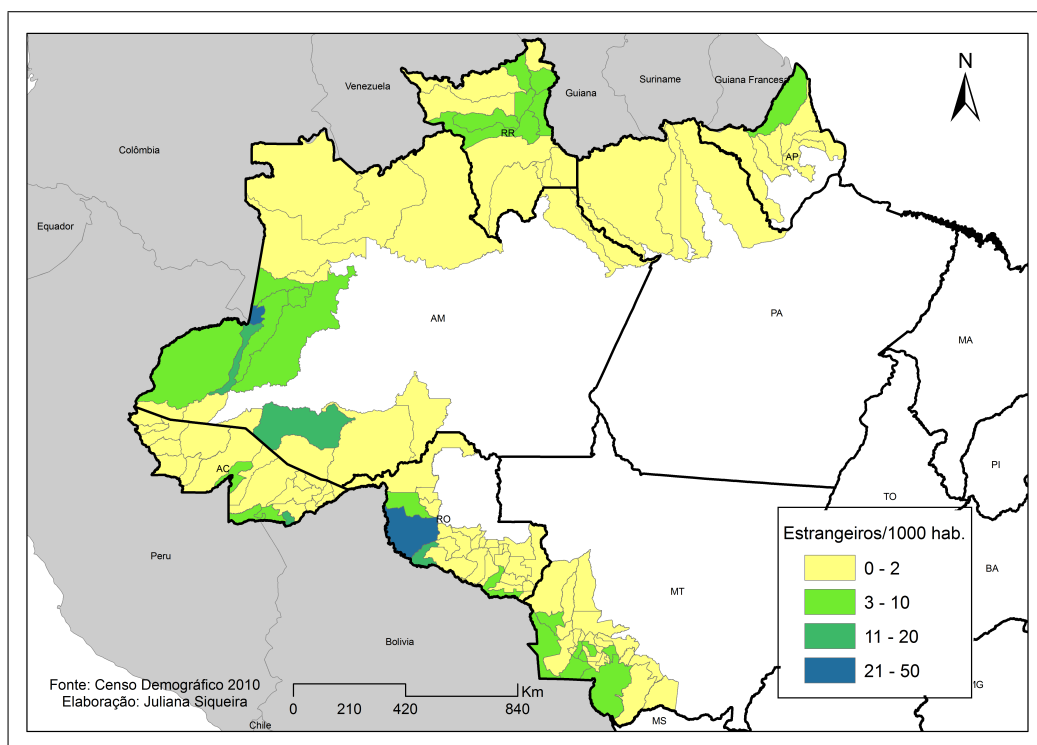 N
Venezuela
Guiana
Suriname
Guiana Francesa
Colômbia
RR
AP
Equador
AM
PA
MA
PI
AC
RO
TO
Peru
MT
BA
Bolivia
MS
MG
Chile
Estrangeiros/1000 hab.
0 - 2
3 - 10
11 - 20
21 - 50
Fonte: Censo Demográfico 2010
Elaboração: Juliana Siqueira
Km
0 210 420 840